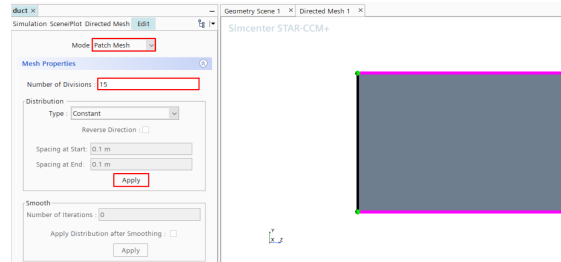 duct ×
Simulation Scene/Plot Directed Mesh Edit
Mode Patch Mesh
Mesh Properties
Number of Divisions : 15
Distribution
Type : Constant
Reverse Direction :
Spacing at Start: 0.1 m
Spacing at End: 0.1 m
Apply
Smooth
Number of Iterations : 0
Apply Distribution after Smoothing :
Apply
Geometry Scene 1 × Directed Mesh 1 ×
Simcenter STAR-CCM+
Y
X Z